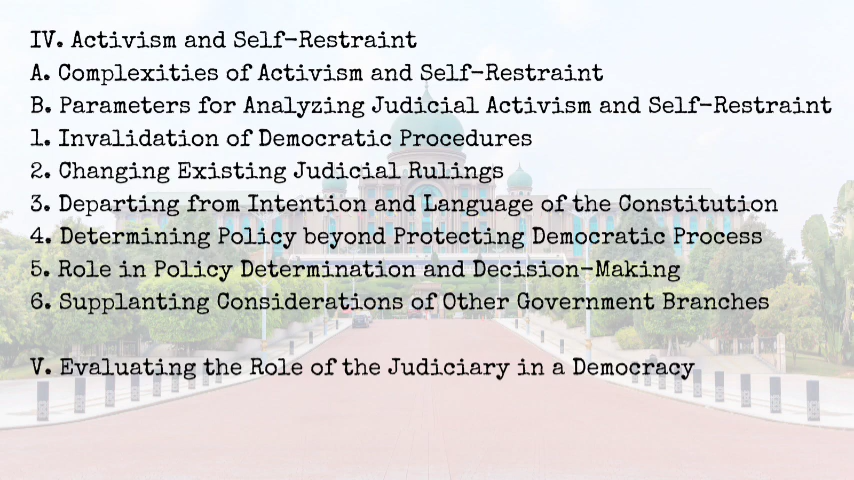 IV. Activism and Self-Restraint
A. Complexities of Activism and Self-Restraint
B. Parameters for Analyzing Judicial Activism and Self-Restraint
1. Invalidation of Democratic Procedures
2. Changing Existing Judicial Rulings
3. Departing from Intention and Language of the Constitution
4. Determining Policy beyond Protecting Democratic Process
5. Role in Policy Determination and Decision-Making
6. Supplanting Considerations of Other Government Branches
V. Evaluating the Role of the Judiciary in a Democracy